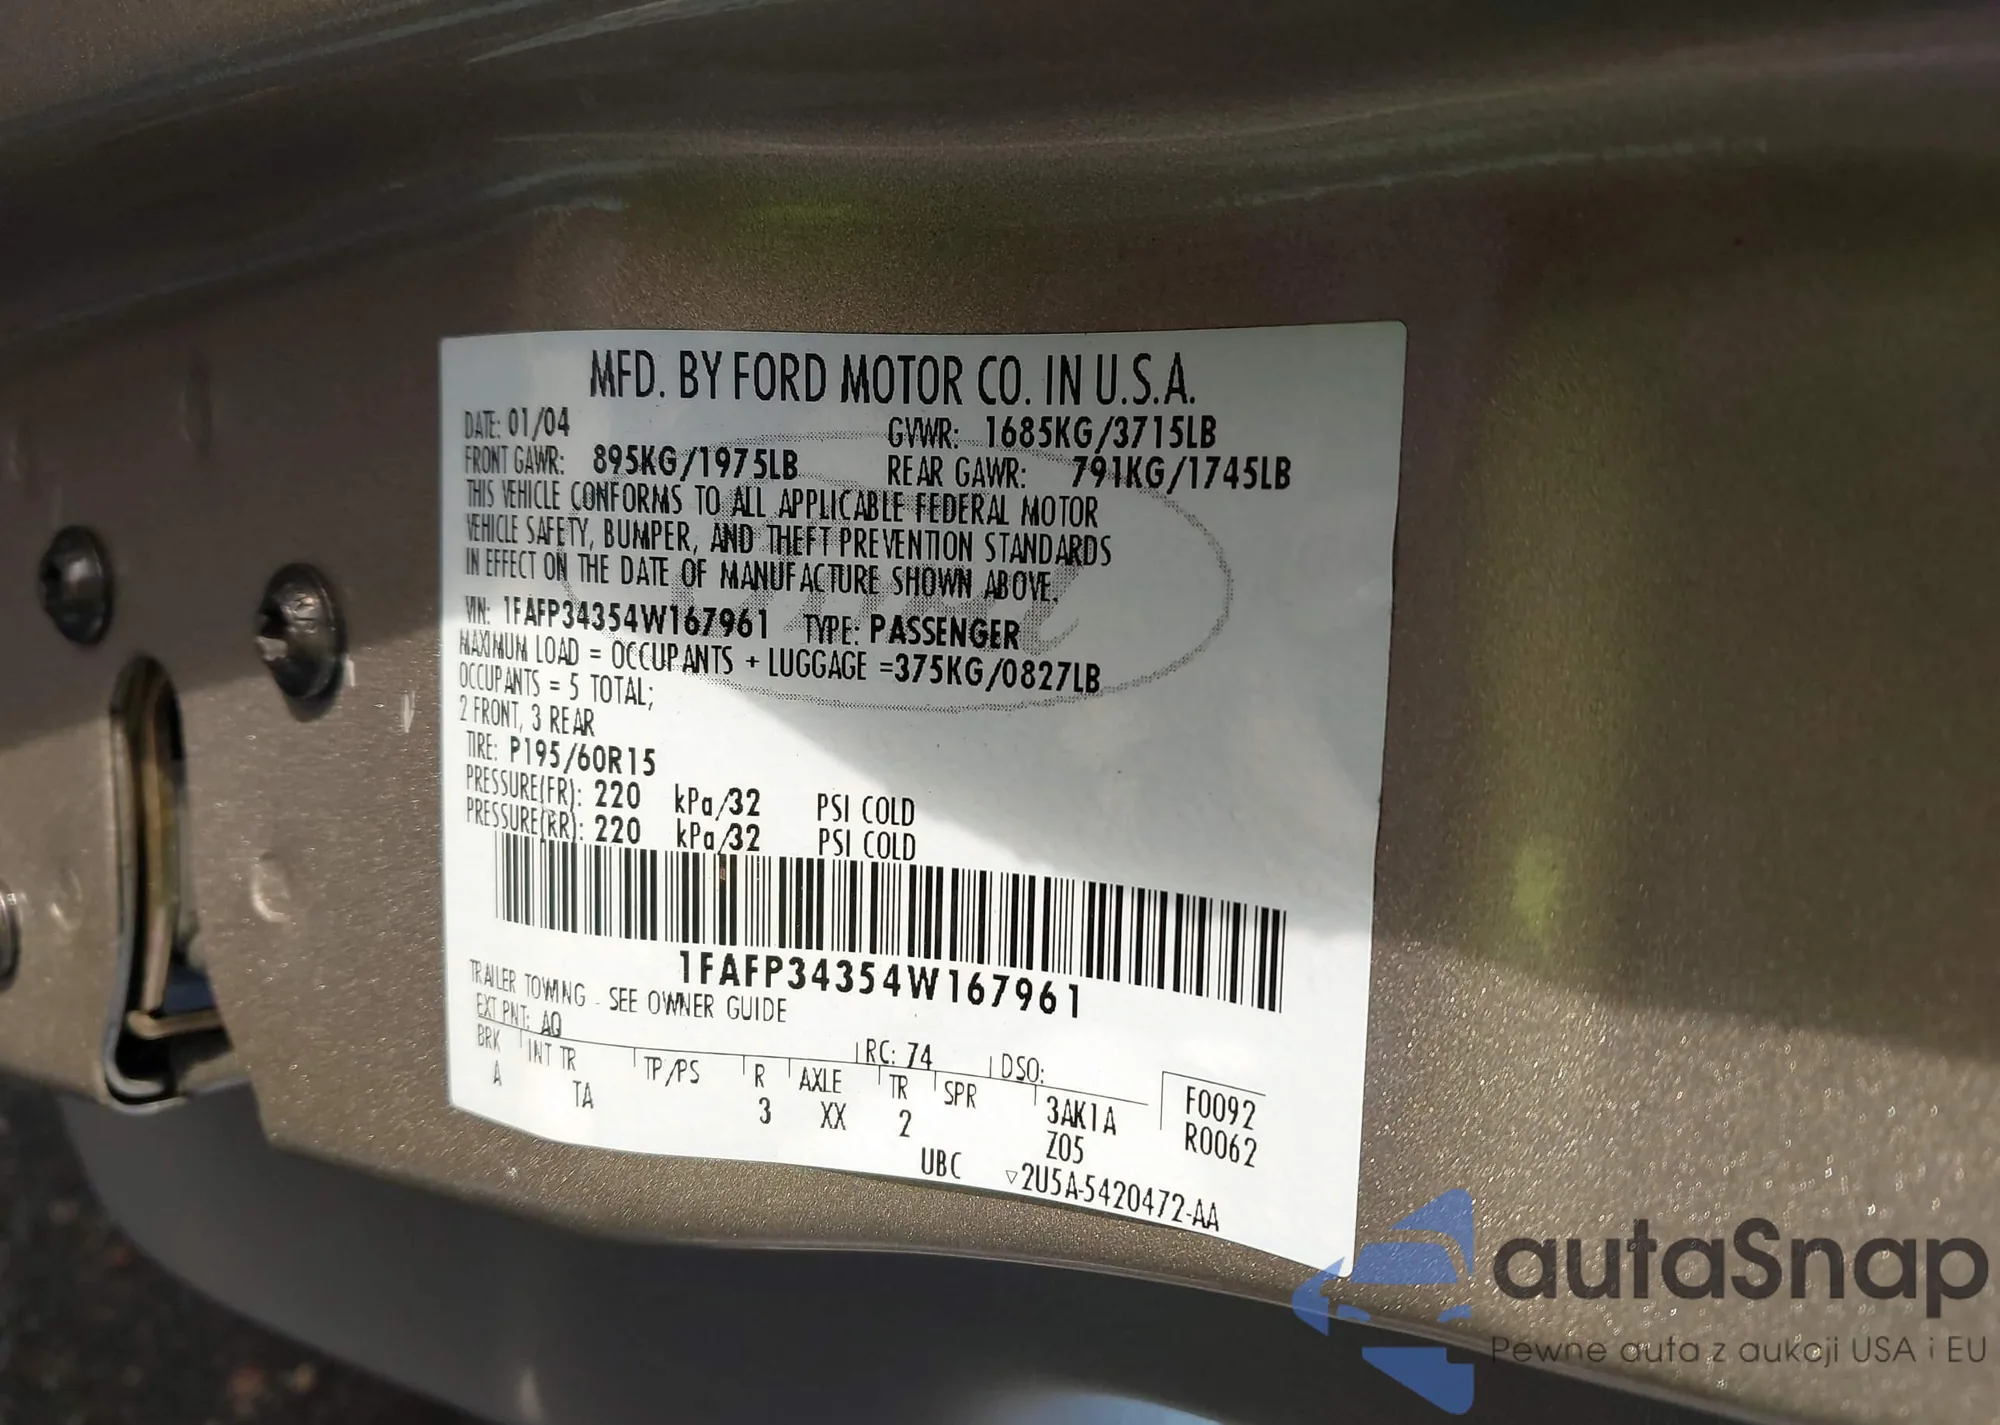 MFD. BY FORD MOTOR CO. IN U.S.A.
DATE: 01/04 GVWR: 1685KG/3715LB
FRONT GAWR: 895KG/1975LB REAR GAWR: 791KG/1745LB
THIS VEHICLE CONFORMS TO ALL APPLICABLE FEDERAL MOTOR
VEHICLE SAFETY, BUMPER, AND THEFT PREVENTION STANDARDS
IN EFFECT ON THE DATE OF MANUFACTURE SHOWN ABOVE.
VIN: 1FAFP34354W167961 TYPE: PASSENGER
MAXIMUM LOAD = OCCUPANTS + LUGGAGE =375KG/0827LB
OCCUPANTS = 5 TOTAL;
2 FRONT, 3 REAR
TIRE: P195/60R15
PRESSURE(FR): 220 kPa/32 PSI COLD
PRESSURE(RR): 220 kPa/32 PSI COLD
1FAFP34354W167961
TRAILER TOWING - SEE OWNER GUIDE
EXT PNT: AQ RC: 74 DSO:
BRK INT TR TP/PS R AXLE TR SPR
A TA 3 XX 2 3AK1A F0092
Z05 R0062
UBC ▽2U5A-5420472-AA
autaSnap
Pewne auta z aukcji USA i EU